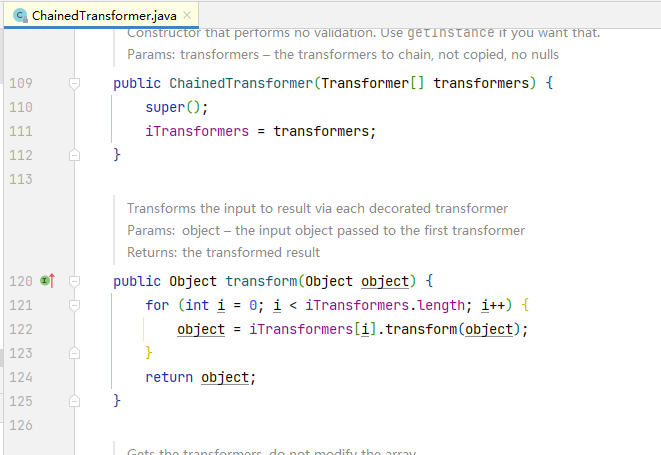 ChainedTransformer.java
Constructor that performs no validation. Use getInstance if you want that.
Params: transformers – the transformers to chain, not copied, no nulls
109 public ChainedTransformer(Transformer[] transformers) {
110 super();
111 iTransformers = transformers;
112 }
113
Transforms the input to result via each decorated transformer
Params: object – the input object passed to the first transformer
Returns: the transformed result
120 public Object transform(Object object) {
121 for (int i = 0; i < iTransformers.length; i++) {
122 object = iTransformers[i].transform(object);
123 }
124 return object;
125 }
126
Gets the transformers, do not modify the array